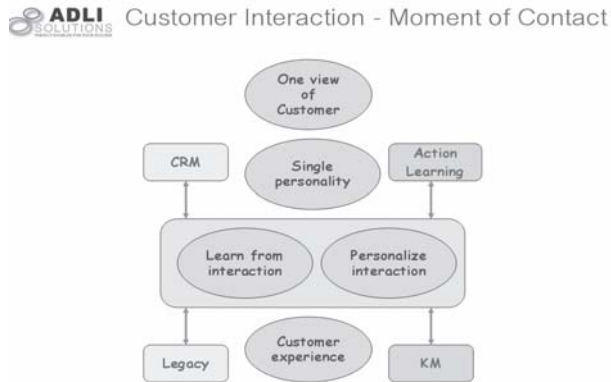 ADLI
SOLUTIONS
Customer Interaction - Moment of Contact
One view
of
Customer
CRM
Single
personality
Action
Learning
Learn from
interaction
Personalize
interaction
Legacy
Customer
experience
KM